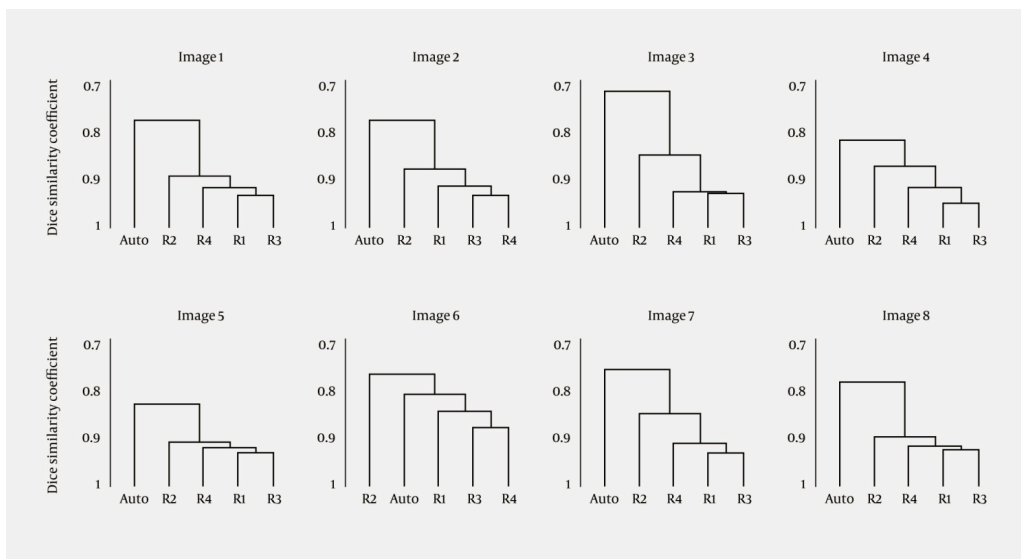 Image 1 Image 2 Image 3 Image 4
Dice similarity coefficient
0.7 0.7 0.7 0.7
0.8 0.8 0.8 0.8
0.9 0.9 0.9 0.9
1 1 1 1
Auto R2 R4 R1 R3 Auto R2 R1 R3 R4 Auto R2 R4 R1 R3 Auto R2 R4 R1 R3
Image 5 Image 6 Image 7 Image 8
Dice similarity coefficient
0.7 0.7 0.7 0.7
0.8 0.8 0.8 0.8
0.9 0.9 0.9 0.9
1 1 1 1
Auto R2 R4 R1 R3 R2 Auto R1 R3 R4 Auto R2 R4 R1 R3 Auto R2 R4 R1 R3